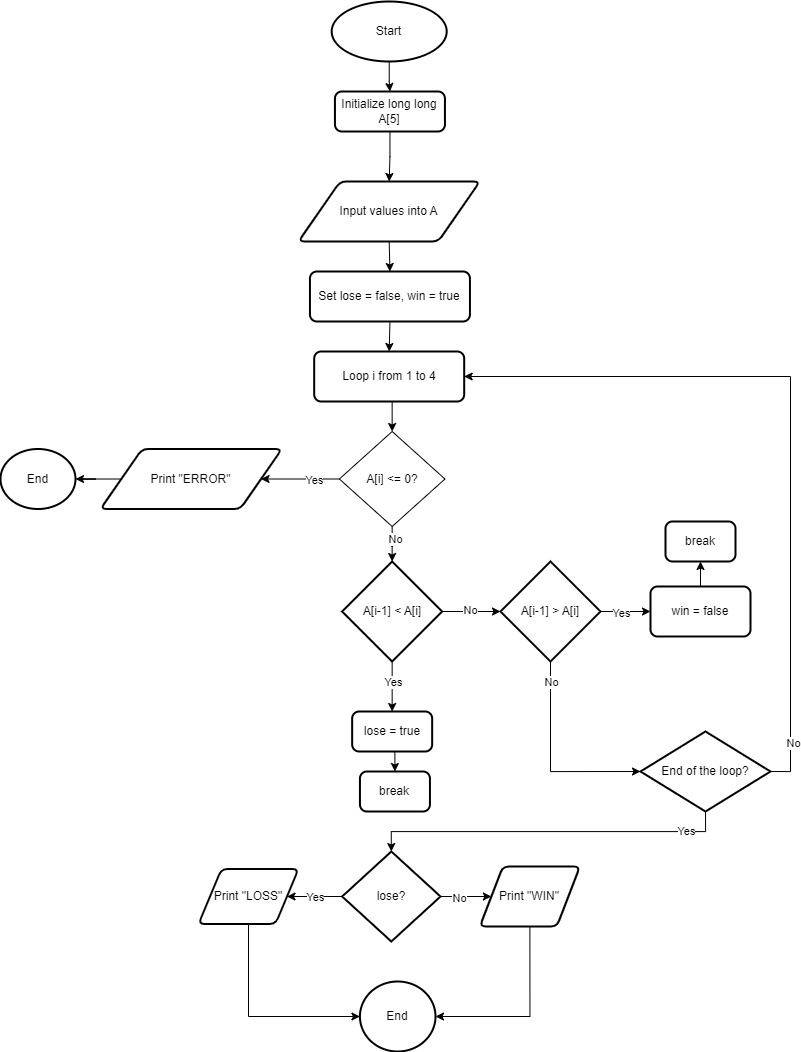 Start
Initialize long long
A[5]
Input values into A
Set lose = false, win = true
Loop i from 1 to 4
A[i] <= 0?
Yes
Print "ERROR"
End
No
A[i-1] < A[i]
No
A[i-1] > A[i]
Yes
win = false
break
Yes
lose = true
break
No
End of the loop?
No
Yes
lose?
Yes
Print "LOSS"
No
Print "WIN"
End